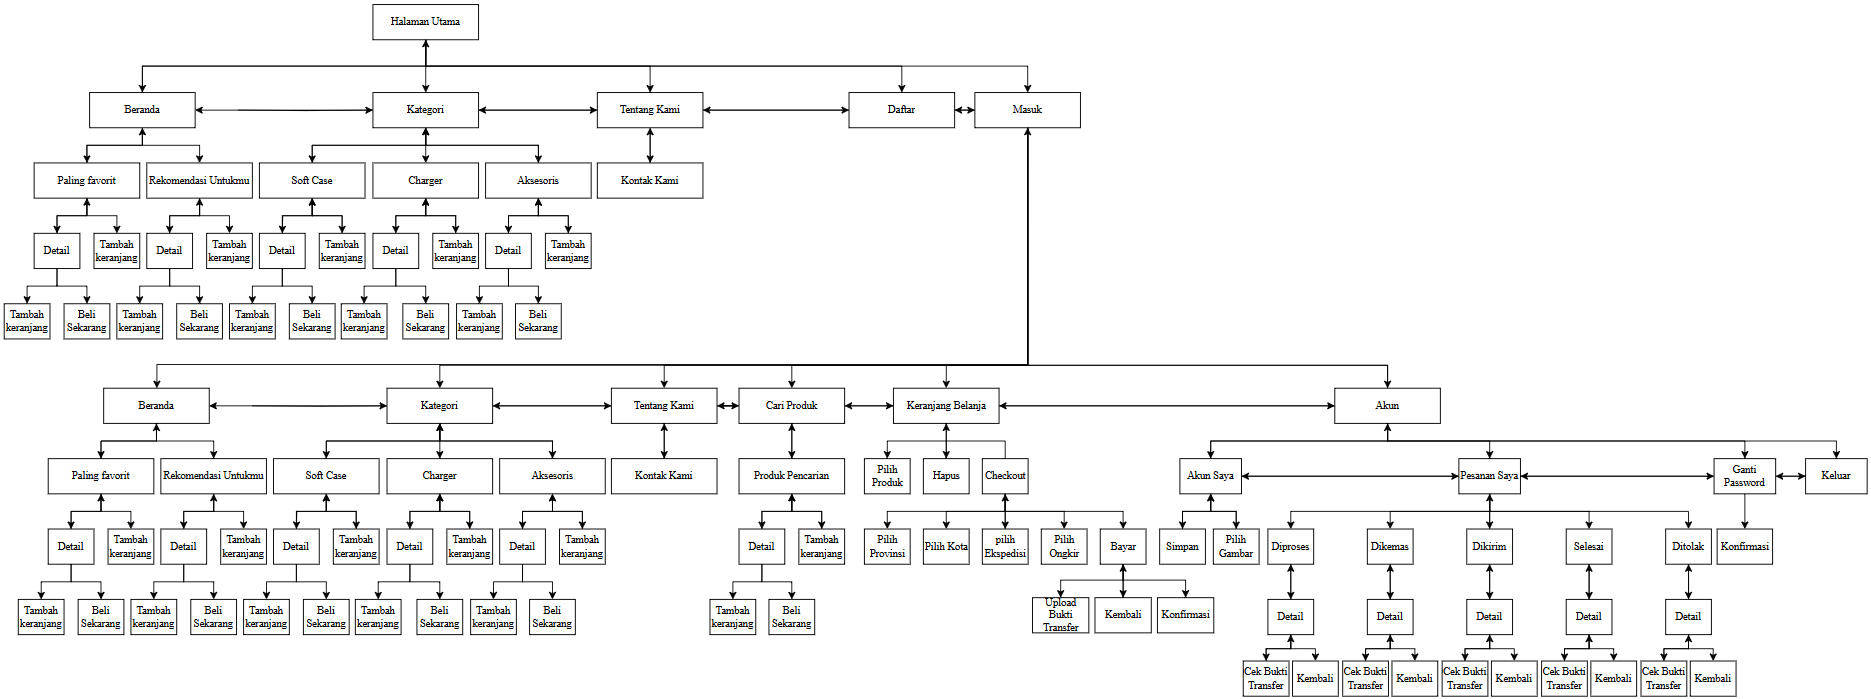 Halaman Utama
Beranda
Kategori
Tentang Kami
Daftar
Masuk
Paling favorit
Rekomendasi Untukmu
Soft Case
Charger
Aksesoris
Kontak Kami
Detail
Tambah
keranjang
Detail
Tambah
keranjang
Detail
Tambah
keranjang
Detail
Tambah
keranjang
Detail
Tambah
keranjang
Tambah
keranjang
Beli
Sekarang
Tambah
keranjang
Beli
Sekarang
Tambah
keranjang
Beli
Sekarang
Tambah
keranjang
Beli
Sekarang
Tambah
keranjang
Beli
Sekarang
Beranda
Kategori
Tentang Kami
Cari Produk
Keranjang Belanja
Akun
Paling favorit
Rekomendasi Untukmu
Soft Case
Charger
Aksesoris
Kontak Kami
Produk Pencarian
Pilih
Produk
Hapus
Checkout
Akun Saya
Pesanan Saya
Ganti
Password
Keluar
Detail
Tambah
keranjang
Detail
Tambah
keranjang
Detail
Tambah
keranjang
Detail
Tambah
keranjang
Detail
Tambah
keranjang
Detail
Tambah
keranjang
Pilih
Provinsi
Pilih Kota
pilih
Ekspedisi
Pilih
Ongkir
Bayar
Simpan
Pilih
Gambar
Diproses
Dikemas
Dikirim
Selesai
Ditolak
Konfirmasi
Tambah
keranjang
Beli
Sekarang
Tambah
keranjang
Beli
Sekarang
Tambah
keranjang
Beli
Sekarang
Tambah
keranjang
Beli
Sekarang
Tambah
keranjang
Beli
Sekarang
Tambah
keranjang
Beli
Sekarang
Upload
Bukti
Transfer
Kembali
Konfirmasi
Detail
Detail
Detail
Detail
Detail
Cek Bukti
Transfer
Kembali
Cek Bukti
Transfer
Kembali
Cek Bukti
Transfer
Kembali
Cek Bukti
Transfer
Kembali
Cek Bukti
Transfer
Kembali